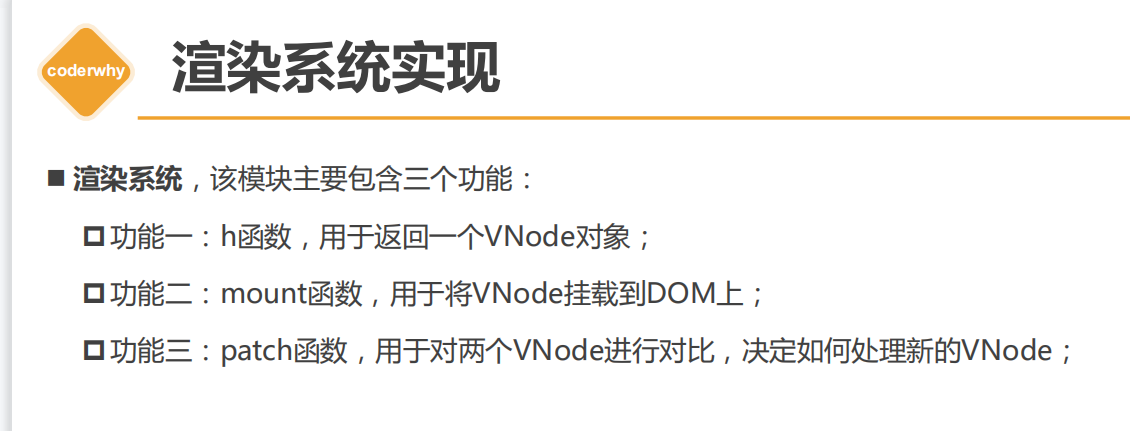 coderwhy
渲染系统实现
■ 渲染系统，该模块主要包含三个功能：
功能一：h函数，用于返回一个VNode对象；
功能二：mount函数，用于将VNode挂载到DOM上；
功能三：patch函数，用于对两个VNode进行对比，决定如何处理新的VNode；